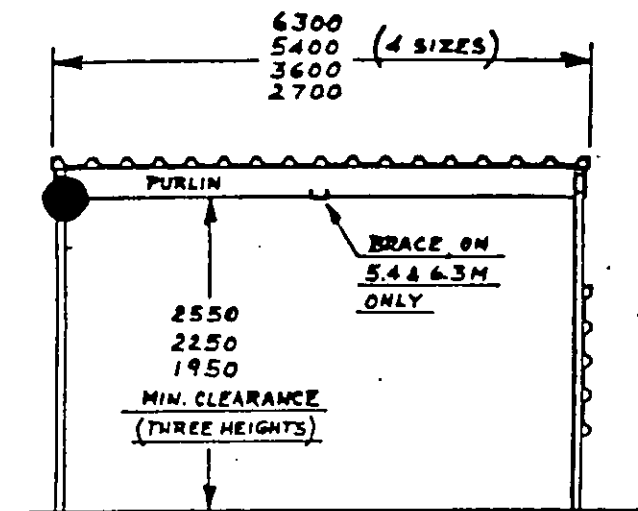 6300
5400 (4 SIZES)
3600
2700
PURLIN
BRACE ON
5.4 & 6.3M
ONLY
2550
2250
1950
MIN. CLEARANCE
(THREE HEIGHTS)